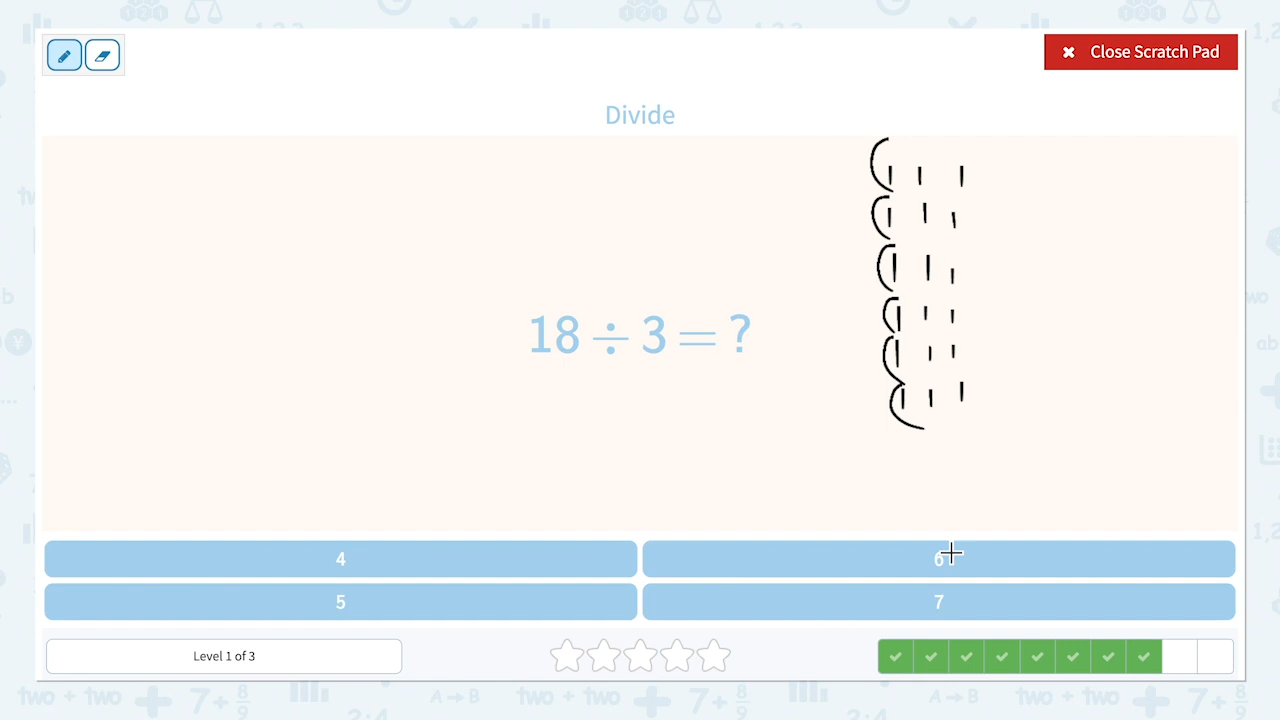 Close Scratch Pad
Divide
18 ÷ 3 = ?
4
6
5
7
Level 1 of 3